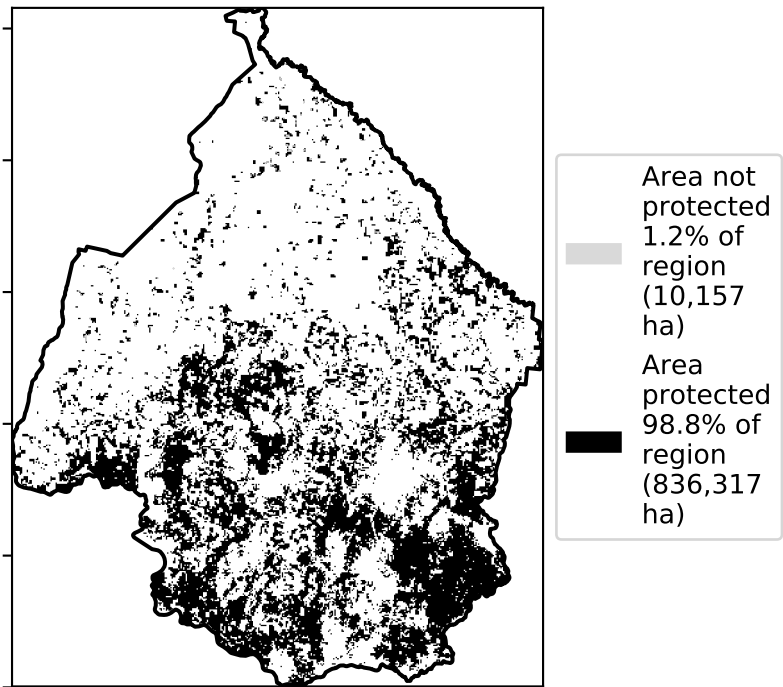 Area not
protected
1.2% of
region
(10,157
ha)
Area
protected
98.8% of
region
(836,317
ha)